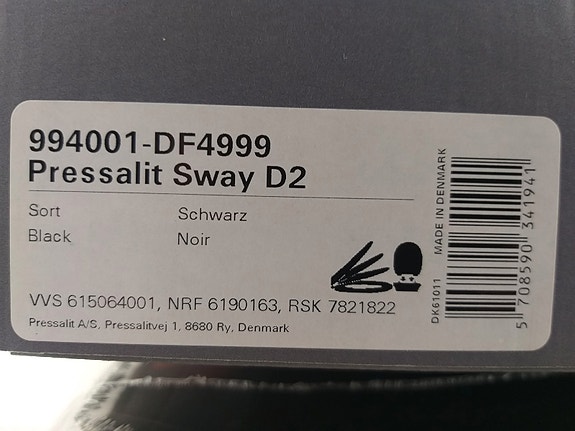 994001-DF4999
Pressalit Sway D2
Sort Schwarz
Black Noir
VVS 615064001, NRF 6190163, RSK 7821822
Pressalit A/S, Pressalitvej 1, 8680 Ry, Denmark
DK61011 MADE IN DENMARK
5 708590 341941